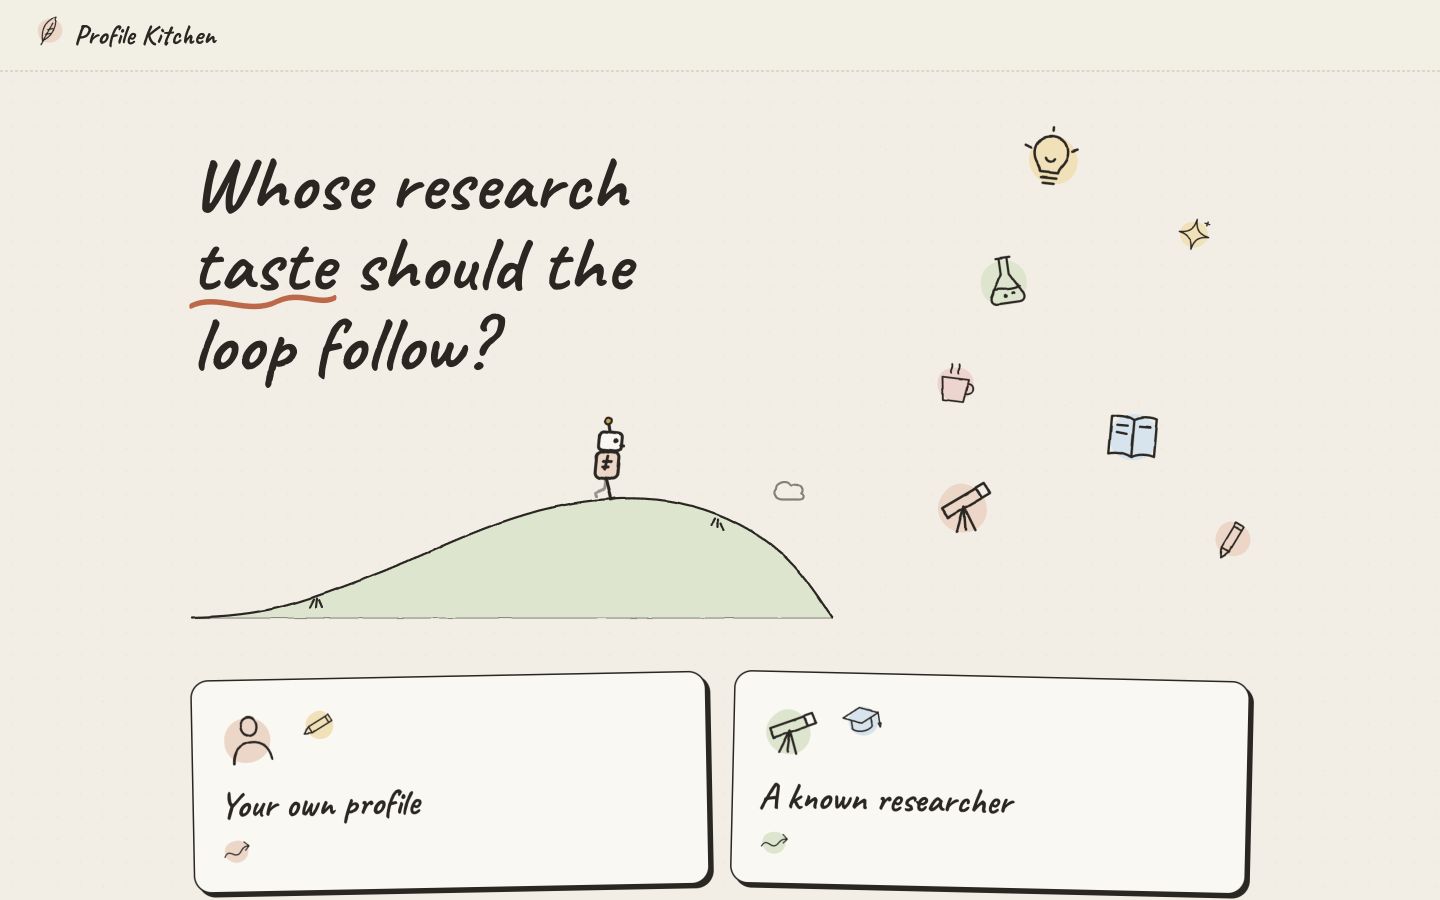 Profile Kitchen
Whose research
taste should the
loop follow?
Your own profile
A known researcher